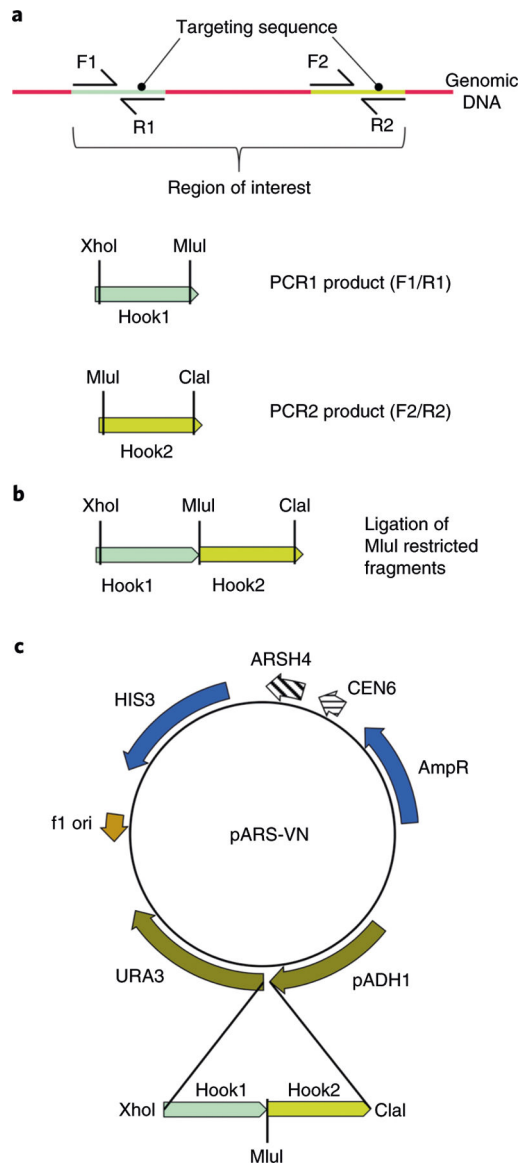 a
Targeting sequence
F1
F2
Genomic
DNA
R1
R2
Region of interest
XhoI MluI
PCR1 product (F1/R1)
Hook1
MluI ClaI
PCR2 product (F2/R2)
Hook2
b
XhoI MluI ClaI
Ligation of
MluI restricted
fragments
Hook1 Hook2
c
ARSH4
CEN6
HIS3
AmpR
f1 ori
pARS-VN
URA3
pADH1
Hook1 Hook2
XhoI ClaI
MluI